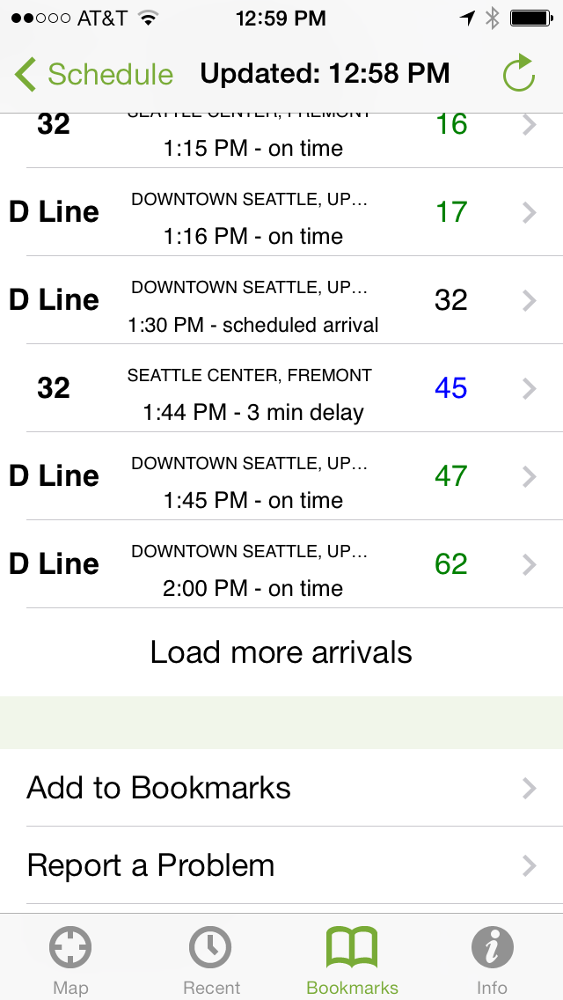 AT&T 12:59 PM
Schedule Updated: 12:58 PM
32 SEATTLE CENTER, FREMONT 16
1:15 PM - on time
D Line DOWNTOWN SEATTLE, UP... 17
1:16 PM - on time
D Line DOWNTOWN SEATTLE, UP... 32
1:30 PM - scheduled arrival
32 SEATTLE CENTER, FREMONT 45
1:44 PM - 3 min delay
D Line DOWNTOWN SEATTLE, UP... 47
1:45 PM - on time
D Line DOWNTOWN SEATTLE, UP... 62
2:00 PM - on time
Load more arrivals
Add to Bookmarks
Report a Problem
Map Recent Bookmarks Info